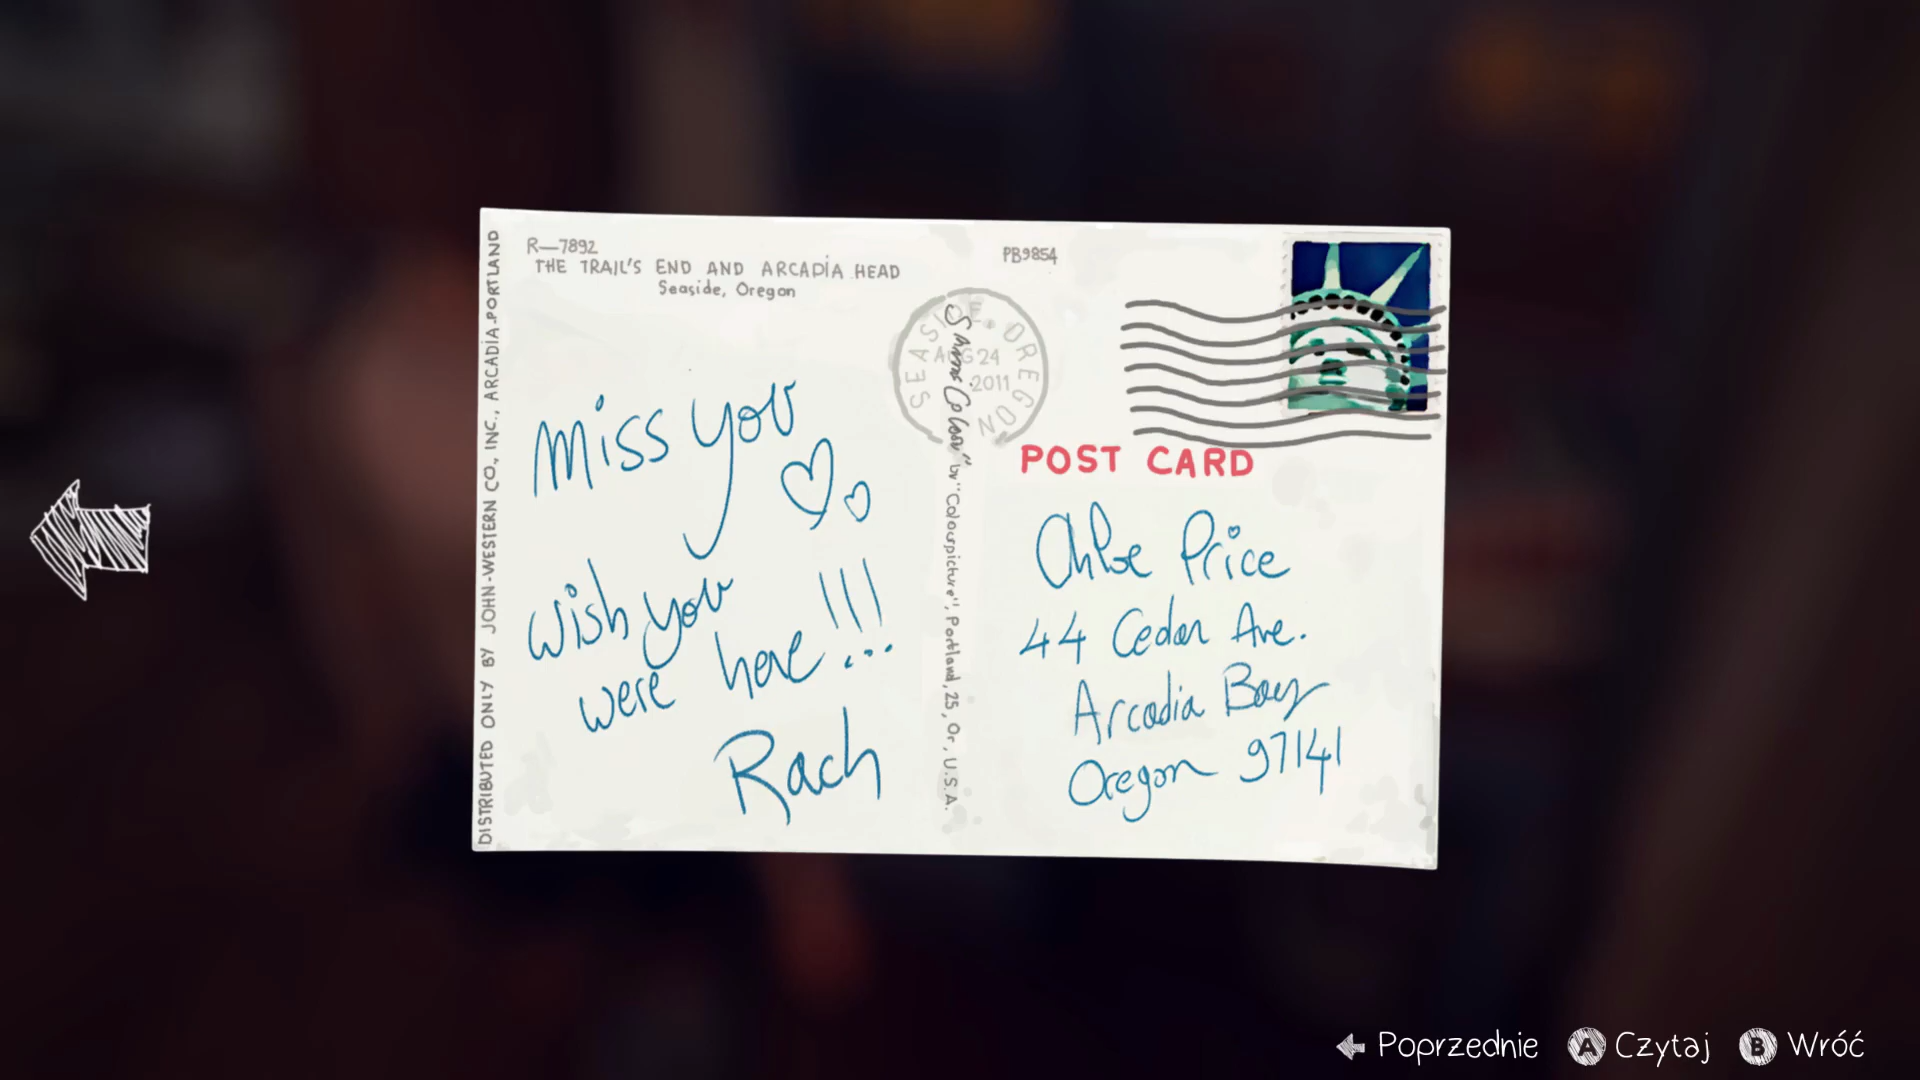 R—7892
THE TRAIL'S END AND ARCADIA HEAD
Seaside, Oregon
PB9854
SEASIDE, OREGON
AUG 24
2011
DISTRIBUTED ONLY BY JOHN-WESTERN CO., INC., ARCADIA-PORTLAND
by "Colourpicture", Portland, 25, Or, U.S.A.
POST CARD
Miss you
wish you
were here!!!
Rach
Chloe Price
44 Cedar Ave.
Arcadia Bay
Oregon 97141
Poprzednie
A Czytaj
B Wróć